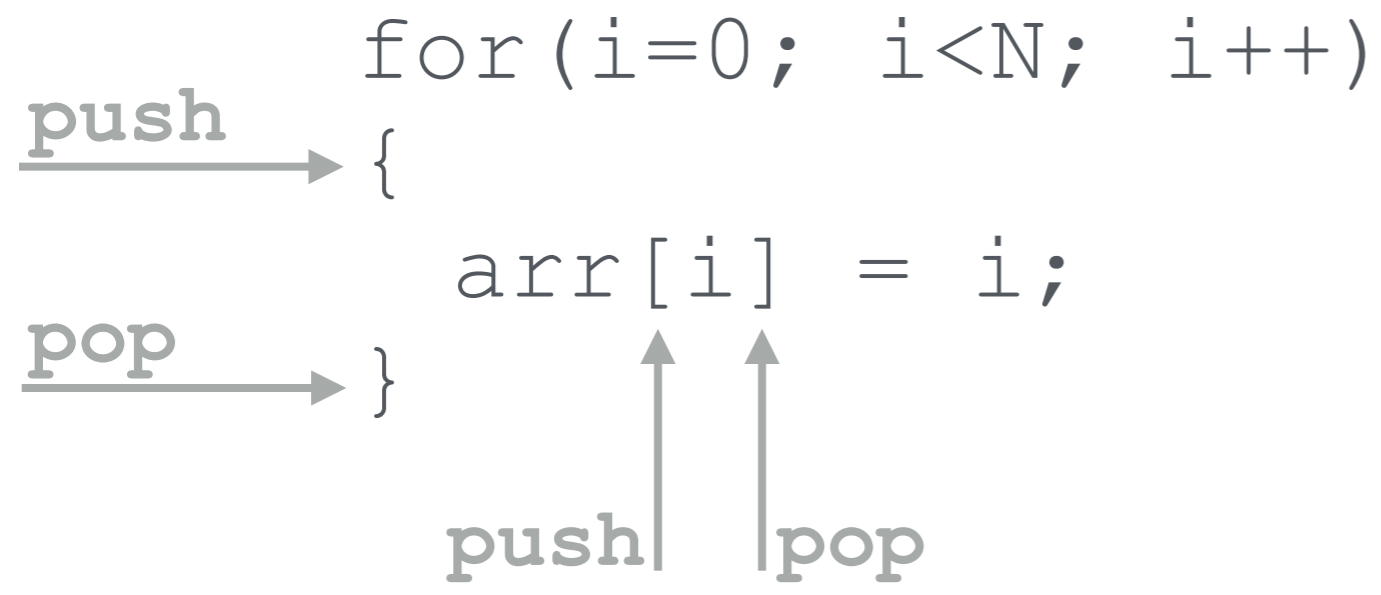 for(i=0; i<N; i++)
push
{
arr[i] = i;
pop
}
push pop